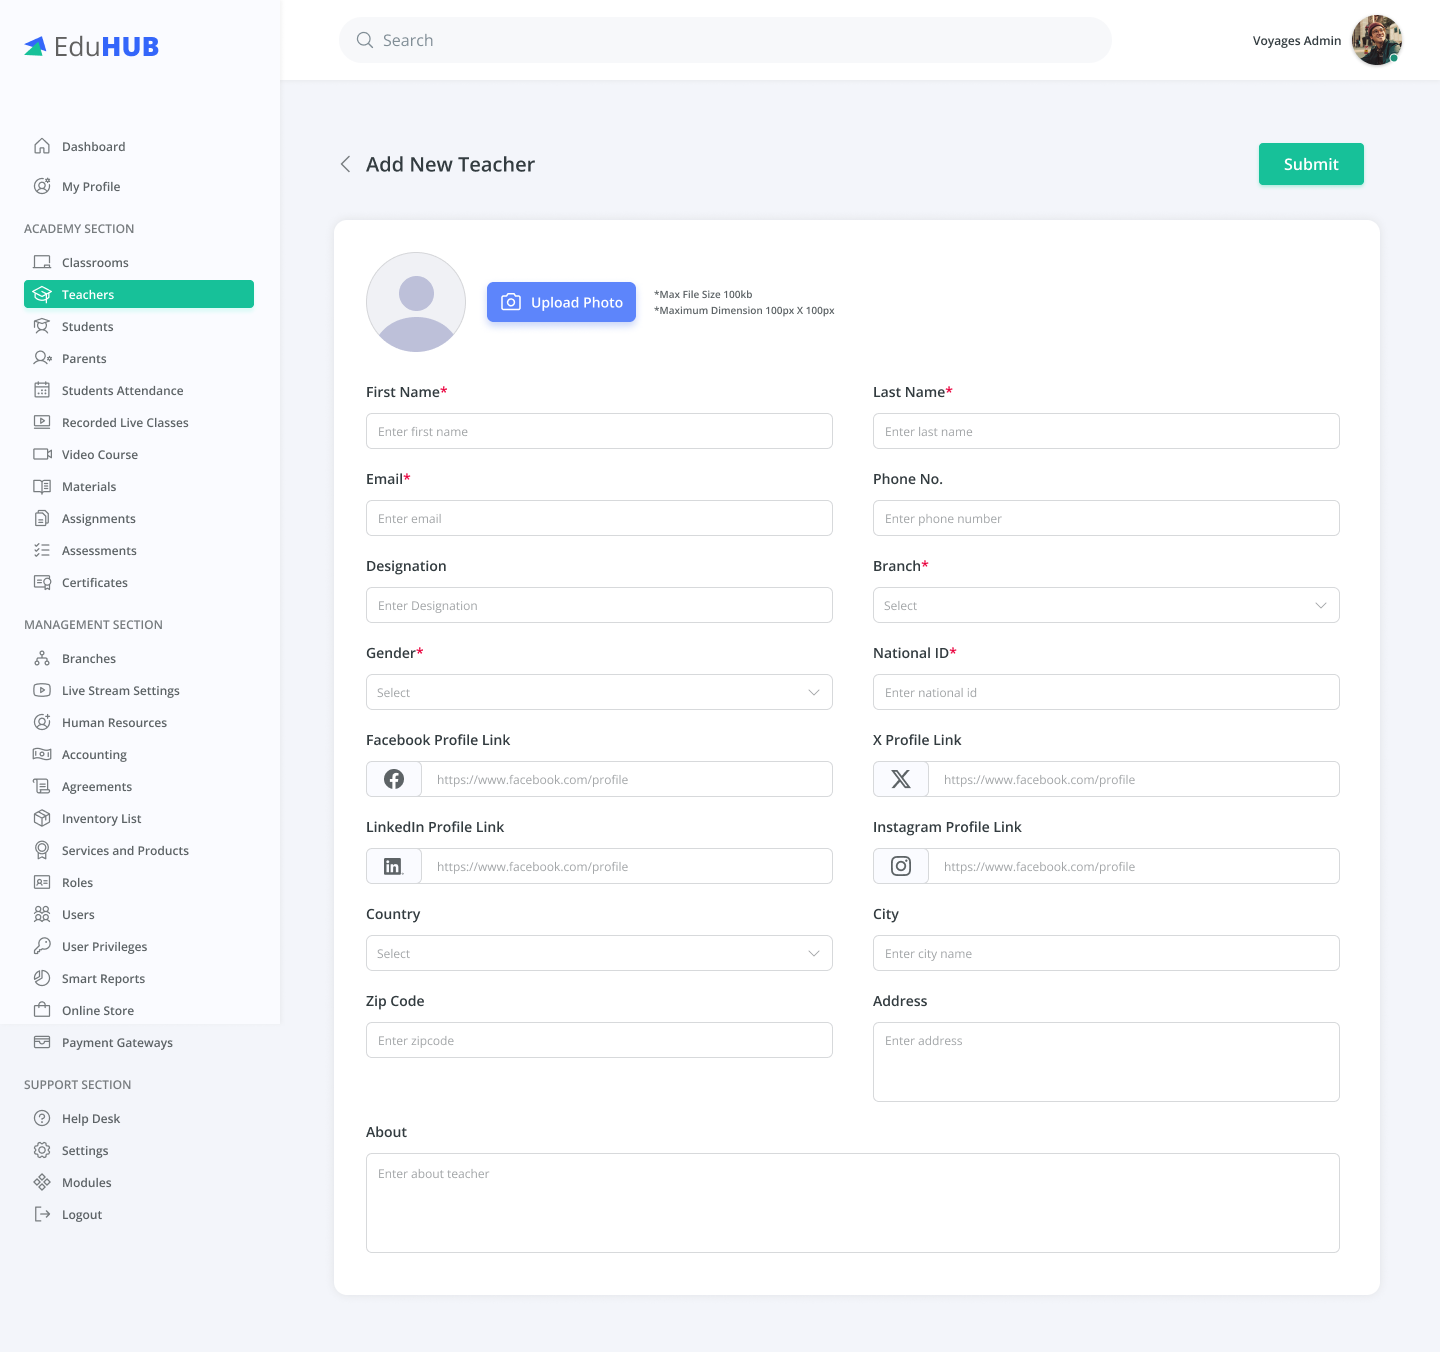 EduHUB
Search
Voyages Admin
Dashboard
My Profile
ACADEMY SECTION
Classrooms
Teachers
Students
Parents
Students Attendance
Recorded Live Classes
Video Course
Materials
Assignments
Assessments
Certificates
MANAGEMENT SECTION
Branches
Live Stream Settings
Human Resources
Accounting
Agreements
Inventory List
Services and Products
Roles
Users
User Privileges
Smart Reports
Online Store
Payment Gateways
SUPPORT SECTION
Help Desk
Settings
Modules
Logout
Add New Teacher
Submit
Upload Photo
*Max File Size 100kb
*Maximum Dimension 100px X 100px
First Name*
Enter first name
Last Name*
Enter last name
Email*
Enter email
Phone No.
Enter phone number
Designation
Enter Designation
Branch*
Select
Gender*
Select
National ID*
Enter national id
Facebook Profile Link
https://www.facebook.com/profile
X Profile Link
https://www.facebook.com/profile
LinkedIn Profile Link
https://www.facebook.com/profile
Instagram Profile Link
https://www.facebook.com/profile
Country
Select
City
Enter city name
Zip Code
Enter zipcode
Address
Enter address
About
Enter about teacher